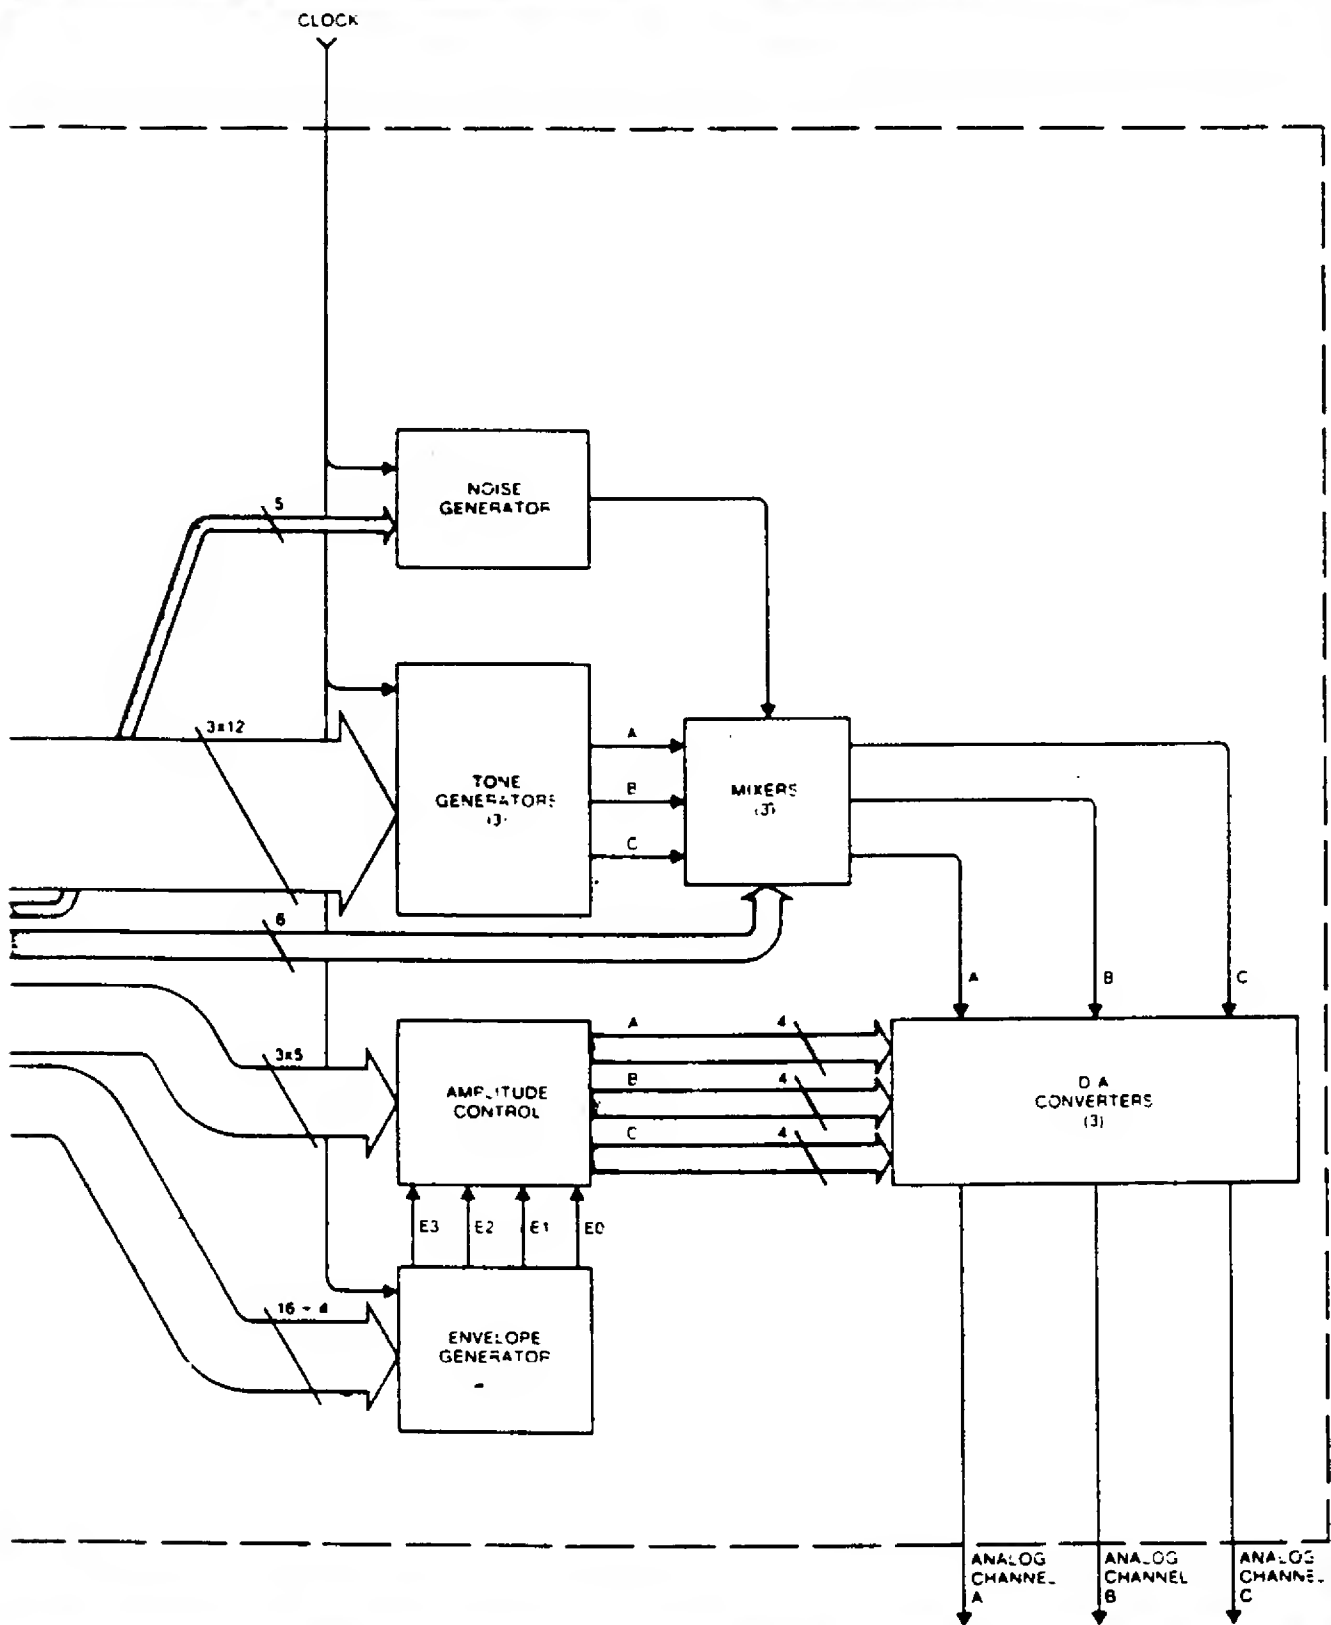 CLOCK
NOISE
GENERATOR
5
3x12
TONE
GENERATORS
(3)
A
B
C
MIXERS
(3)
6
A
B
C
3x5
AMPLITUDE
CONTROL
A
4
B
4
C
4
D A
CONVERTERS
(3)
E3
E2
E1
E0
16 + 4
ENVELOPE
GENERATOR
ANALOG
CHANNEL
A
ANALOG
CHANNEL
B
ANALOG
CHANNEL
C